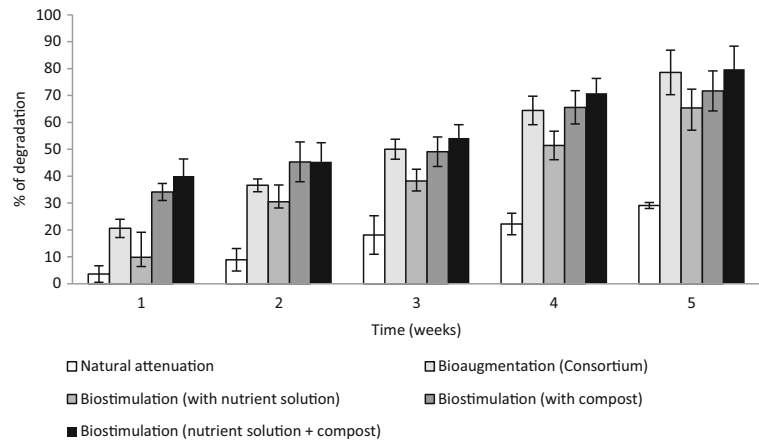 100
90
80
70
60
50
40
30
20
10
0
% of degradation
1 2 3 4 5
Time (weeks)
Natural attenuation Bioaugmentation (Consortium)
Biostimulation (with nutrient solution) Biostimulation (with compost)
Biostimulation (nutrient solution + compost)